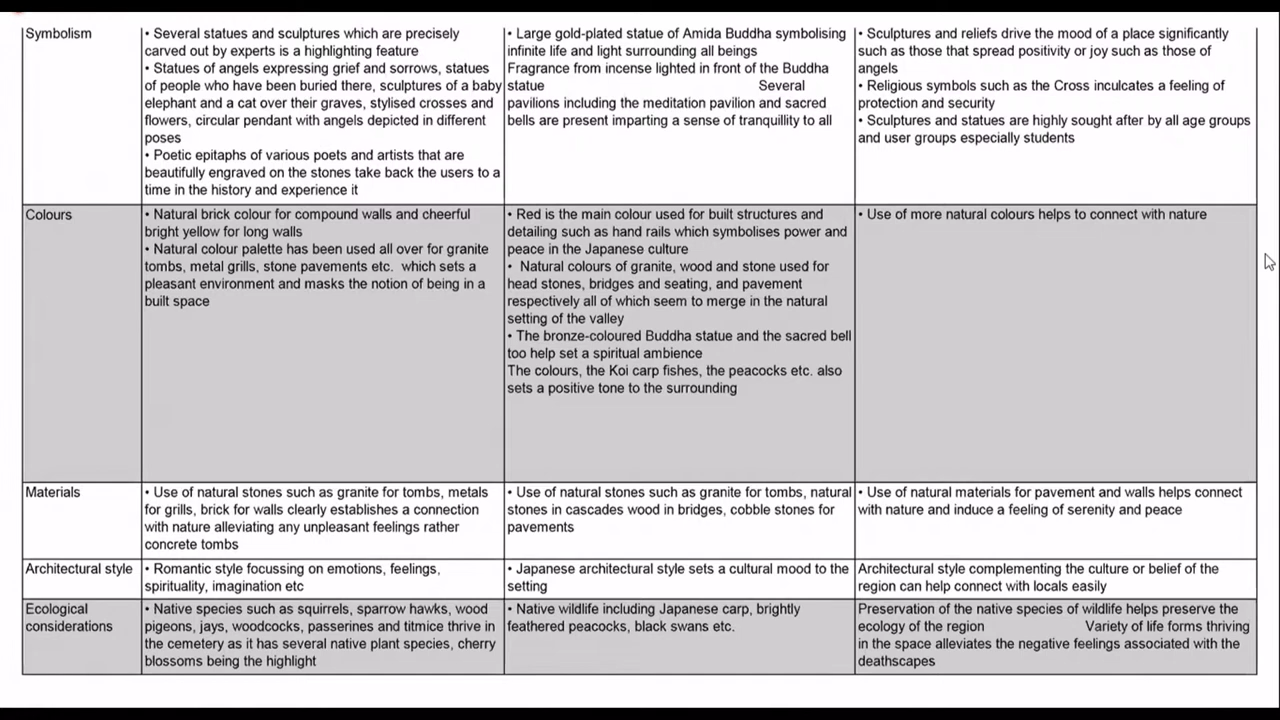 Symbolism
• Several statues and sculptures which are precisely
carved out by experts is a highlighting feature
• Statues of angels expressing grief and sorrows, statues
of people who have been buried there, sculptures of a baby
elephant and a cat over their graves, stylised crosses and
flowers, circular pendant with angels depicted in different
poses
• Poetic epitaphs of various poets and artists that are
beautifully engraved on the stones take back the users to a
time in the history and experience it
• Large gold-plated statue of Amida Buddha symbolising
infinite life and light surrounding all beings
Fragrance from incense lighted in front of the Buddha
statue Several
pavilions including the meditation pavilion and sacred
bells are present imparting a sense of tranquillity to all
• Sculptures and reliefs drive the mood of a place significantly
such as those that spread positivity or joy such as those of
angels
• Religious symbols such as the Cross inculcates a feeling of
protection and security
• Sculptures and statues are highly sought after by all age groups
and user groups especially students
Colours
• Natural brick colour for compound walls and cheerful
bright yellow for long walls
• Natural colour palette has been used all over for granite
tombs, metal grills, stone pavements etc. which sets a
pleasant environment and masks the notion of being in a
built space
• Red is the main colour used for built structures and
detailing such as hand rails which symbolises power and
peace in the Japanese culture
• Natural colours of granite, wood and stone used for
head stones, bridges and seating, and pavement
respectively all of which seem to merge in the natural
setting of the valley
• The bronze-coloured Buddha statue and the sacred bell
too help set a spiritual ambience
The colours, the Koi carp fishes, the peacocks etc. also
sets a positive tone to the surrounding
• Use of more natural colours helps to connect with nature
Materials
• Use of natural stones such as granite for tombs, metals
for grills, brick for walls clearly establishes a connection
with nature alleviating any unpleasant feelings rather
concrete tombs
• Use of natural stones such as granite for tombs, natural
stones in cascades wood in bridges, cobble stones for
pavements
• Use of natural materials for pavement and walls helps connect
with nature and induce a feeling of serenity and peace
Architectural style
• Romantic style focussing on emotions, feelings,
spirituality, imagination etc
• Japanese architectural style sets a cultural mood to the
setting
Architectural style complementing the culture or belief of the
region can help connect with locals easily
Ecological
considerations
• Native species such as squirrels, sparrow hawks, wood
pigeons, jays, woodcocks, passerines and titmice thrive in
the cemetery as it has several native plant species, cherry
blossoms being the highlight
• Native wildlife including Japanese carp, brightly
feathered peacocks, black swans etc.
Preservation of the native species of wildlife helps preserve the
ecology of the region Variety of life forms thriving
in the space alleviates the negative feelings associated with the
deathscapes